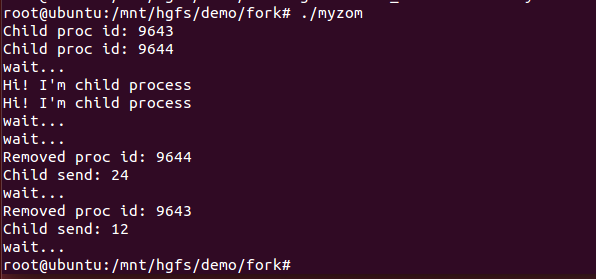 root@ubuntu:/mnt/hgfs/demo/fork# ./myzom
Child proc id: 9643
Child proc id: 9644
wait...
Hi! I'm child process
Hi! I'm child process
wait...
wait...
Removed proc id: 9644
Child send: 24
wait...
Removed proc id: 9643
Child send: 12
wait...
root@ubuntu:/mnt/hgfs/demo/fork#